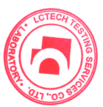 LCTECH TESTING SERVICES CO., LTD.
LABORATORY